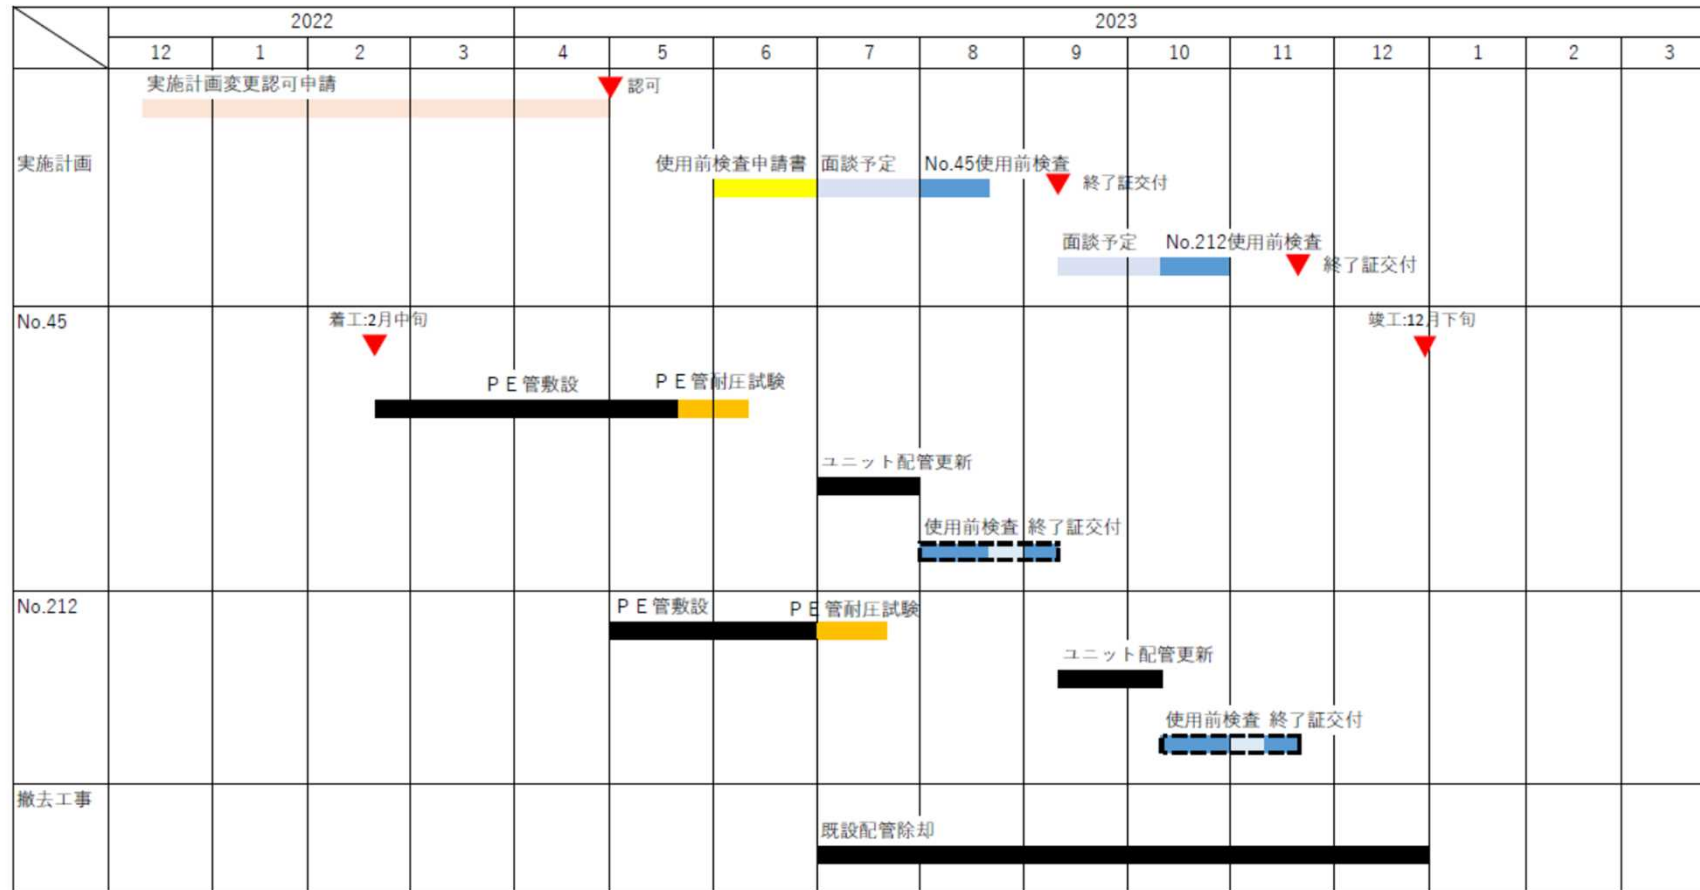 2022 2023
12 1 2 3 4 5 6 7 8 9 10 11 12 1 2 3
実施計画変更認可申請
認可
実施計画
使用前検査申請書 面談予定 No.45使用前検査
終了証交付
面談予定 No.212使用前検査
終了証交付
No.45
着工:2月中旬
竣工:12月下旬
ＰＥ管敷設 ＰＥ管耐圧試験
ユニット配管更新
使用前検査 終了証交付
No.212
ＰＥ管敷設 ＰＥ管耐圧試験
ユニット配管更新
使用前検査 終了証交付
撤去工事
既設配管除却